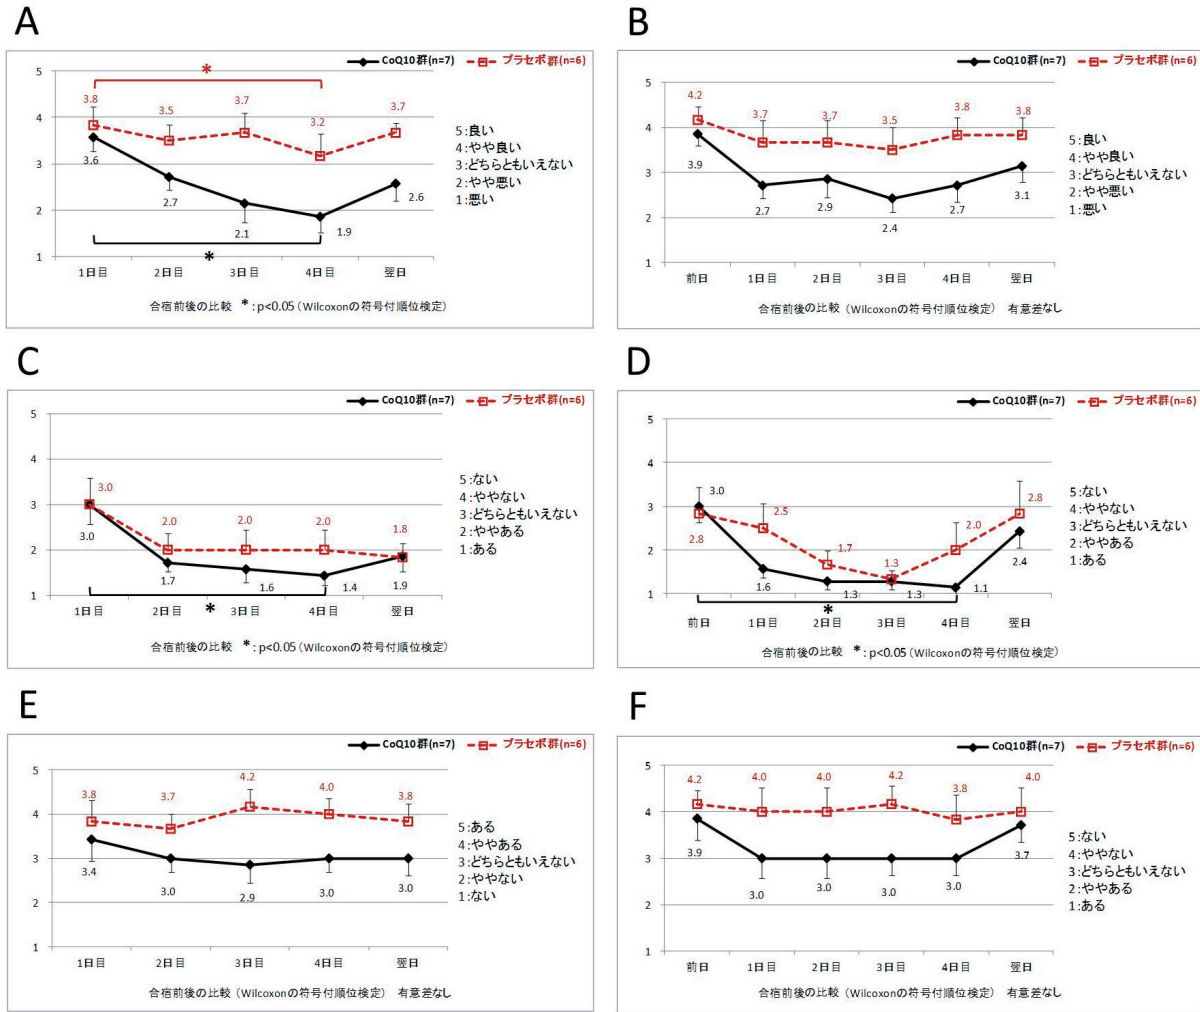 A
CoQ10群(n=7) プラセボ群(n=6)
5
4
3
2
1
3.8
3.5
3.7
3.2
3.7
*
3.6
2.7
2.1
1.9
2.6
*
1日目 2日目 3日目 4日目 翌日
5:良い
4:やや良い
3:どちらともいえない
2:やや悪い
1:悪い
合宿前後の比較 *:p<0.05(Wilcoxonの符号付順位検定)
B
CoQ10群(n=7) プラセボ群(n=6)
5
4
3
2
1
4.2
3.7
3.7
3.5
3.8
3.8
3.9
2.7
2.9
2.4
2.7
3.1
前日 1日目 2日目 3日目 4日目 翌日
5:良い
4:やや良い
3:どちらともいえない
2:やや悪い
1:悪い
合宿前後の比較(Wilcoxonの符号付順位検定) 有意差なし
C
CoQ10群(n=7) プラセボ群(n=6)
5
4
3
2
1
3.0
2.0
2.0
2.0
1.8
3.0
1.7
1.6
1.4
1.9
*
1日目 2日目 3日目 4日目 翌日
5:ない
4:ややない
3:どちらともいえない
2:ややある
1:ある
合宿前後の比較 *:p<0.05(Wilcoxonの符号付順位検定)
D
CoQ10群(n=7) プラセボ群(n=6)
5
4
3
2
1
3.0
2.8
2.5
1.7
1.3
2.0
2.8
1.6
1.3
1.3
1.1
2.4
*
前日 1日目 2日目 3日目 4日目 翌日
5:ない
4:ややない
3:どちらともいえない
2:ややある
1:ある
合宿前後の比較 *:p<0.05(Wilcoxonの符号付順位検定)
E
CoQ10群(n=7) プラセボ群(n=6)
5
4
3
2
1
3.8
3.7
4.2
4.0
3.8
3.4
3.0
2.9
3.0
3.0
1日目 2日目 3日目 4日目 翌日
5:ある
4:ややある
3:どちらともいえない
2:ややない
1:ない
合宿前後の比較(Wilcoxonの符号付順位検定) 有意差なし
F
CoQ10群(n=7) プラセボ群(n=6)
5
4
3
2
1
4.2
4.0
4.0
4.2
3.8
4.0
3.9
3.0
3.0
3.0
3.0
3.7
前日 1日目 2日目 3日目 4日目 翌日
5:ない
4:ややない
3:どちらともいえない
2:ややある
1:ある
合宿前後の比較(Wilcoxonの符号付順位検定) 有意差なし